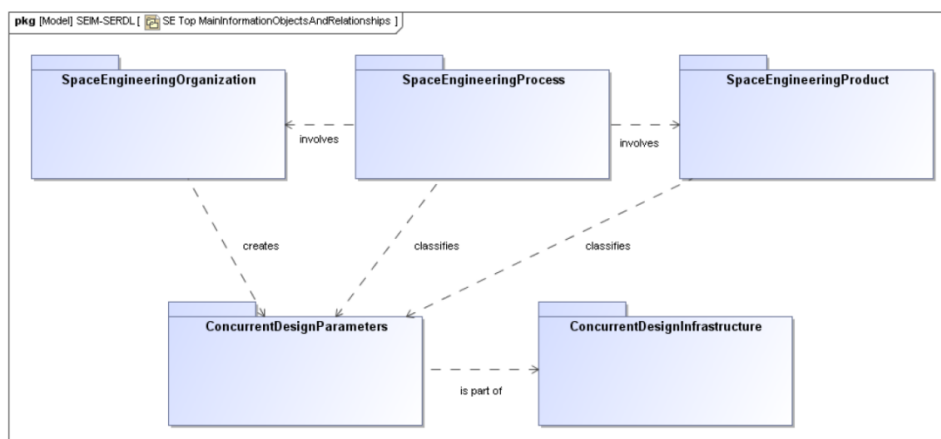 pkg [Model] SEIM-SERDL [ SE Top MainInformationObjectsAndRelationships ]
SpaceEngineeringOrganization
SpaceEngineeringProcess
SpaceEngineeringProduct
involves
involves
creates
classifies
classifies
ConcurrentDesignParameters
ConcurrentDesignInfrastructure
is part of